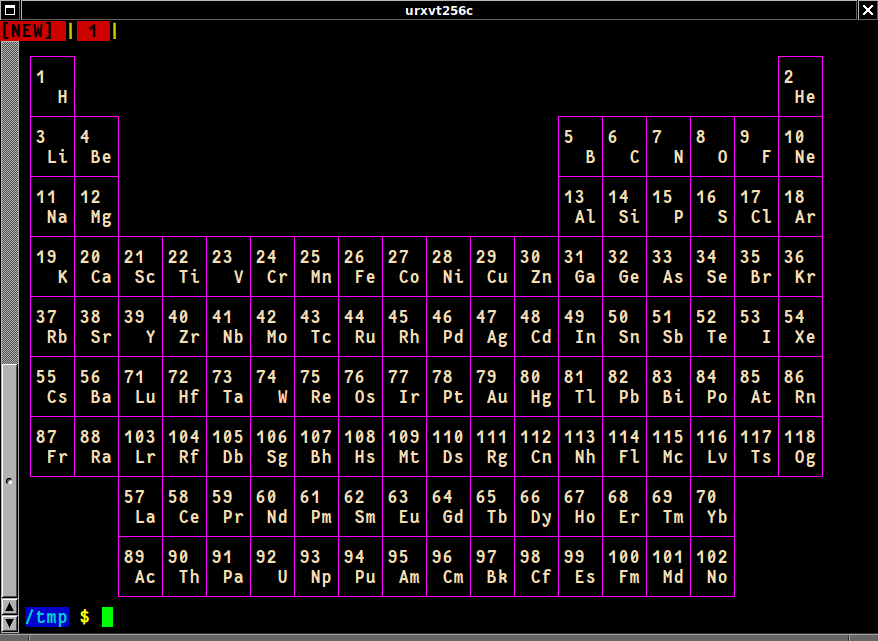 urxvt256c
[NEW] | 1 |
1 2
H He
3 4 5 6 7 8 9 10
Li Be B C N O F Ne
11 12 13 14 15 16 17 18
Na Mg Al Si P S Cl Ar
19 20 21 22 23 24 25 26 27 28 29 30 31 32 33 34 35 36
K Ca Sc Ti V Cr Mn Fe Co Ni Cu Zn Ga Ge As Se Br Kr
37 38 39 40 41 42 43 44 45 46 47 48 49 50 51 52 53 54
Rb Sr Y Zr Nb Mo Tc Ru Rh Pd Ag Cd In Sn Sb Te I Xe
55 56 71 72 73 74 75 76 77 78 79 80 81 82 83 84 85 86
Cs Ba Lu Hf Ta W Re Os Ir Pt Au Hg Tl Pb Bi Po At Rn
87 88 103 104 105 106 107 108 109 110 111 112 113 114 115 116 117 118
Fr Ra Lr Rf Db Sg Bh Hs Mt Ds Rg Cn Nh Fl Mc Lv Ts Og
57 58 59 60 61 62 63 64 65 66 67 68 69 70
La Ce Pr Nd Pm Sm Eu Gd Tb Dy Ho Er Tm Yb
89 90 91 92 93 94 95 96 97 98 99 100 101 102
Ac Th Pa U Np Pu Am Cm Bk Cf Es Fm Md No
/tmp $